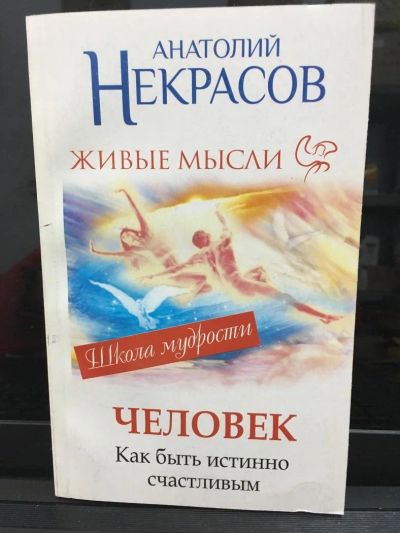 АНАТОЛИЙ
НЕКРАСОВ
ЖИВЫЕ МЫСЛИ
Школа мудрости
ЧЕЛОВЕК
Как быть истинно
счастливым